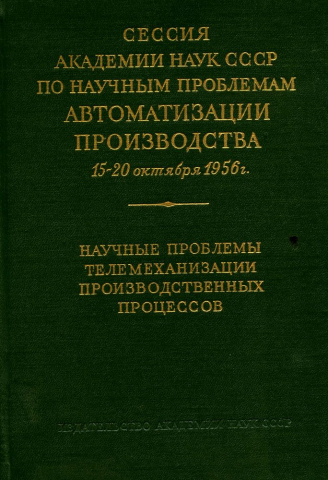 СЕССИЯ
АКАДЕМИИ НАУК СССР
ПО НАУЧНЫМ ПРОБЛЕМАМ
АВТОМАТИЗАЦИИ
ПРОИЗВОДСТВА
15-20 октября 1956г.
НАУЧНЫЕ ПРОБЛЕМЫ
ТЕЛЕМЕХАНИЗАЦИИ
ПРОИЗВОДСТВЕННЫХ
ПРОЦЕССОВ
ИЗДАТЕЛЬСТВО АКАДЕМИИ НАУК СССР